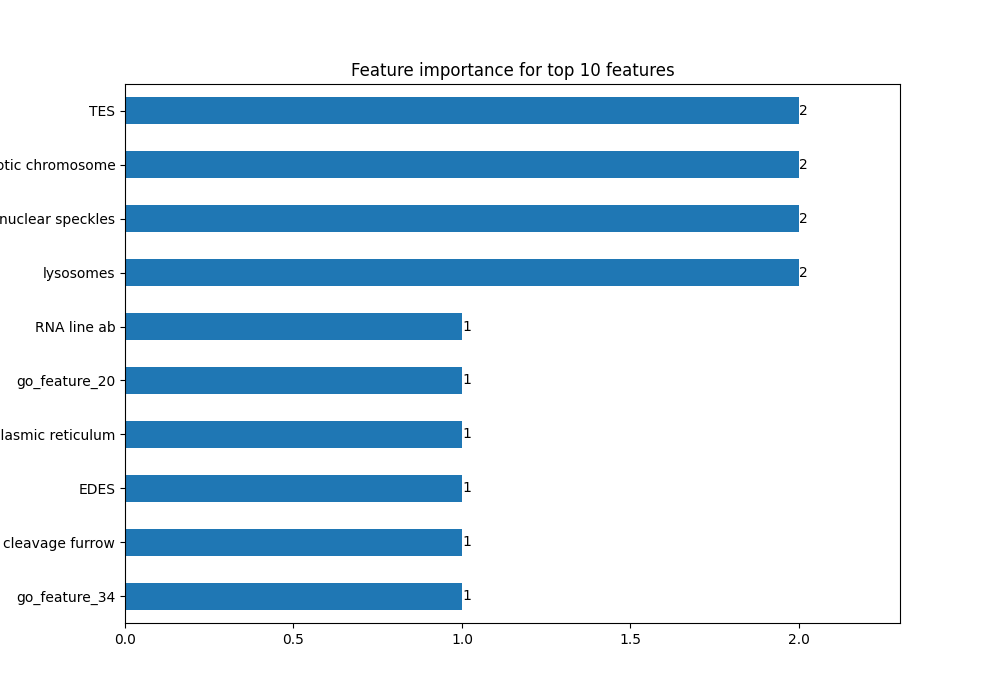 Feature importance for top 10 features
TES 2
otic chromosome 2
nuclear speckles 2
lysosomes 2
RNA line ab 1
go_feature_20 1
lasmic reticulum 1
EDES 1
cleavage furrow 1
go_feature_34 1
0.0 0.5 1.0 1.5 2.0